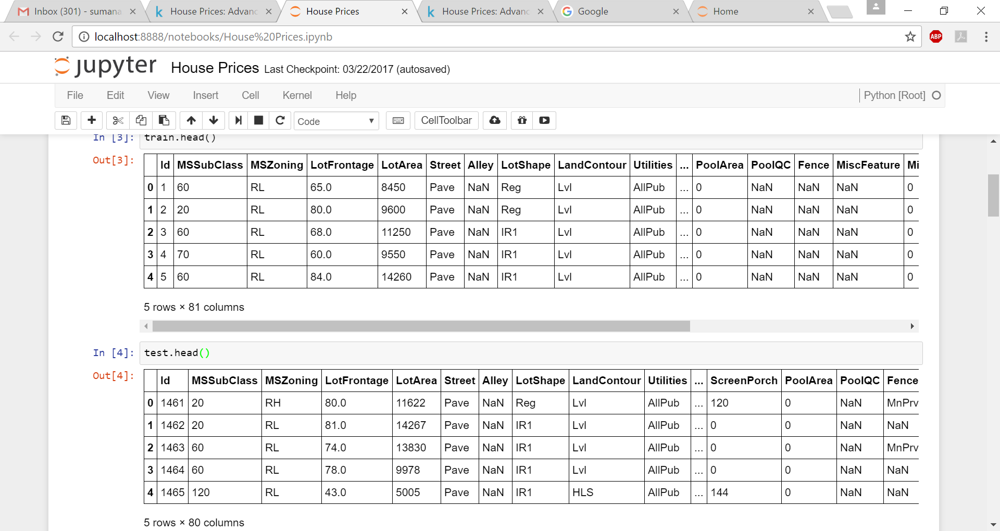 Inbox (301) - sumana
House Prices: Advanc
House Prices
House Prices: Advanc
Google
Home
localhost:8888/notebooks/House%20Prices.ipynb
ABP
jupyter House Prices Last Checkpoint: 03/22/2017 (autosaved)
File Edit View Insert Cell Kernel Help Python [Root]
Code CellToolbar
In [3]: train.head()
Out[3]:
Id MSSubClass MSZoning LotFrontage LotArea Street Alley LotShape LandContour Utilities ... PoolArea PoolQC Fence MiscFeature Mi
0 1 60 RL 65.0 8450 Pave NaN Reg Lvl AllPub ... 0 NaN NaN NaN 0
1 2 20 RL 80.0 9600 Pave NaN Reg Lvl AllPub ... 0 NaN NaN NaN 0
2 3 60 RL 68.0 11250 Pave NaN IR1 Lvl AllPub ... 0 NaN NaN NaN 0
3 4 70 RL 60.0 9550 Pave NaN IR1 Lvl AllPub ... 0 NaN NaN NaN 0
4 5 60 RL 84.0 14260 Pave NaN IR1 Lvl AllPub ... 0 NaN NaN NaN 0
5 rows × 81 columns
In [4]: test.head()
Out[4]:
Id MSSubClass MSZoning LotFrontage LotArea Street Alley LotShape LandContour Utilities ... ScreenPorch PoolArea PoolQC Fence
0 1461 20 RH 80.0 11622 Pave NaN Reg Lvl AllPub ... 120 0 NaN MnPrv
1 1462 20 RL 81.0 14267 Pave NaN IR1 Lvl AllPub ... 0 0 NaN NaN
2 1463 60 RL 74.0 13830 Pave NaN IR1 Lvl AllPub ... 0 0 NaN MnPrv
3 1464 60 RL 78.0 9978 Pave NaN IR1 Lvl AllPub ... 0 0 NaN NaN
4 1465 120 RL 43.0 5005 Pave NaN IR1 HLS AllPub ... 144 0 NaN NaN
5 rows × 80 columns